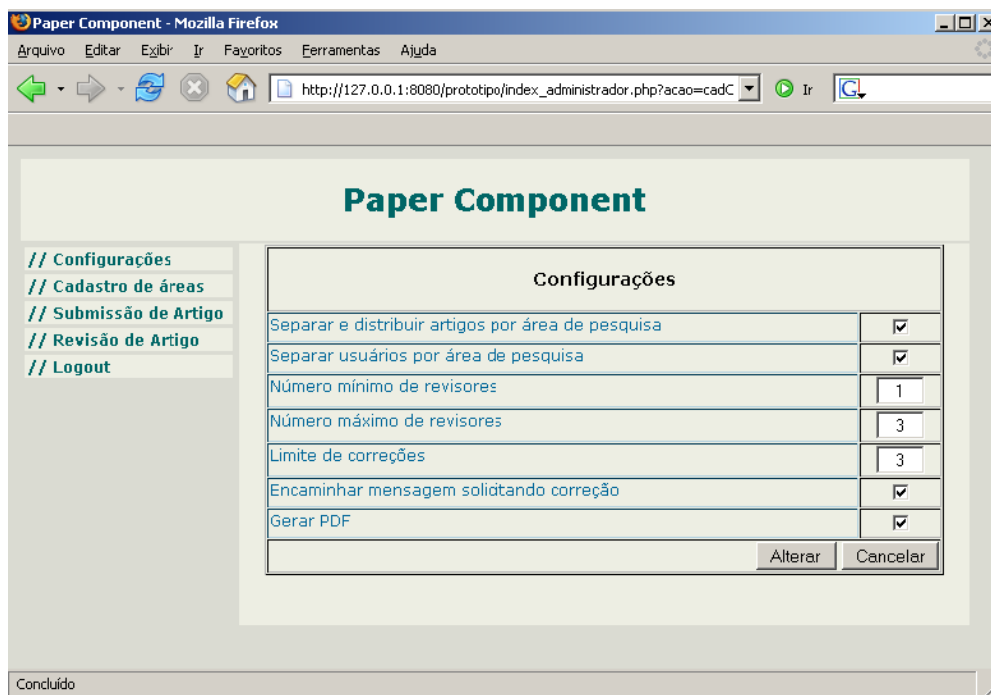 Paper Component - Mozilla Firefox
Arquivo Editar Exibir Ir Favoritos Ferramentas Ajuda
http://127.0.0.1:8080/prototipo/index_administrador.php?acao=cadC Ir G
Paper Component
// Configurações
// Cadastro de áreas
// Submissão de Artigo
// Revisão de Artigo
// Logout
Configurações
Separar e distribuir artigos por área de pesquisa
Separar usuários por área de pesquisa
Número mínimo de revisores 1
Número máximo de revisores 3
Limite de correções 3
Encaminhar mensagem solicitando correção
Gerar PDF
Alterar Cancelar
Concluído